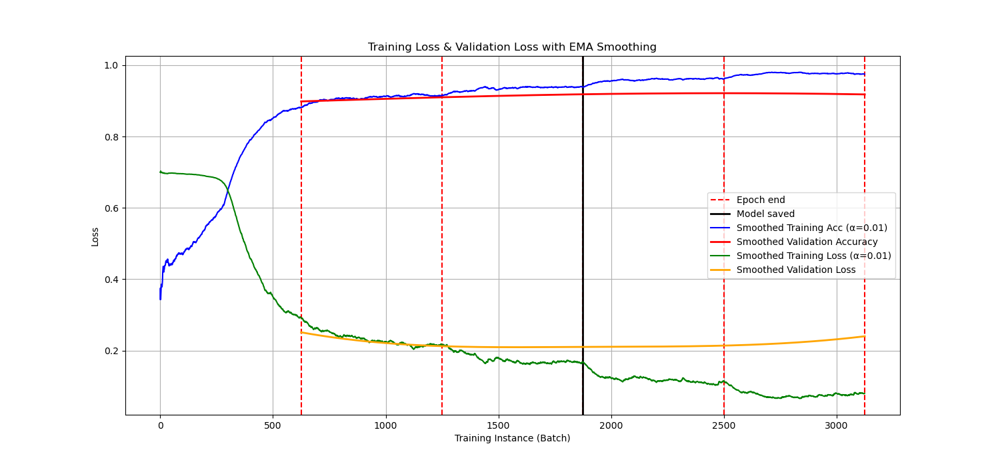 Training Loss & Validation Loss with EMA Smoothing
Loss
1.0
0.8
0.6
0.4
0.2
Epoch end
Model saved
Smoothed Training Acc (α=0.01)
Smoothed Validation Accuracy
Smoothed Training Loss (α=0.01)
Smoothed Validation Loss
0
500
1000
1500
2000
2500
3000
Training Instance (Batch)